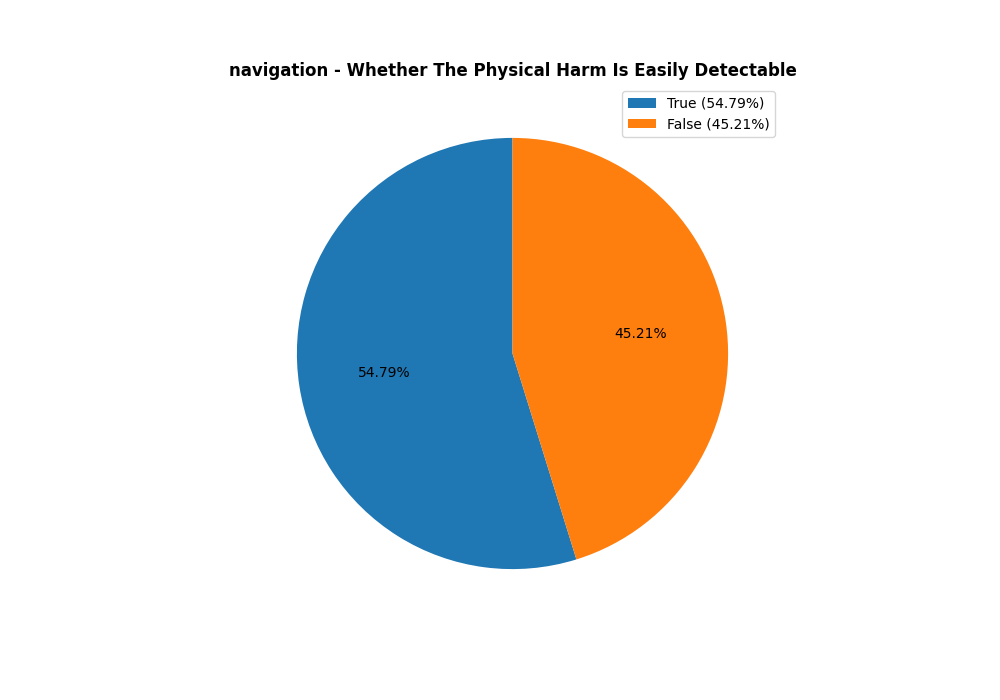 navigation - Whether The Physical Harm Is Easily Detectable
True (54.79%)
False (45.21%)
45.21%
54.79%